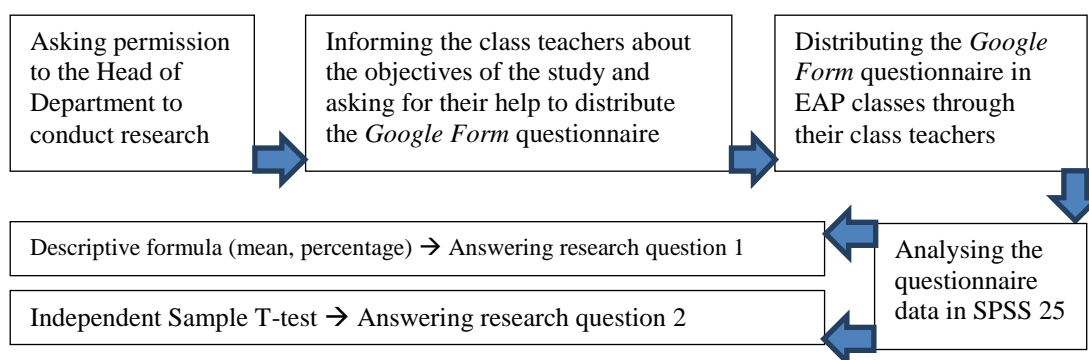 Asking permission
to the Head of
Department to
conduct research
Informing the class teachers about
the objectives of the study and
asking for their help to distribute
the Google Form questionnaire
Distributing the Google
Form questionnaire in
EAP classes through
their class teachers
Analysing the
questionnaire
data in SPSS 25
Descriptive formula (mean, percentage) → Answering research question 1
Independent Sample T-test → Answering research question 2